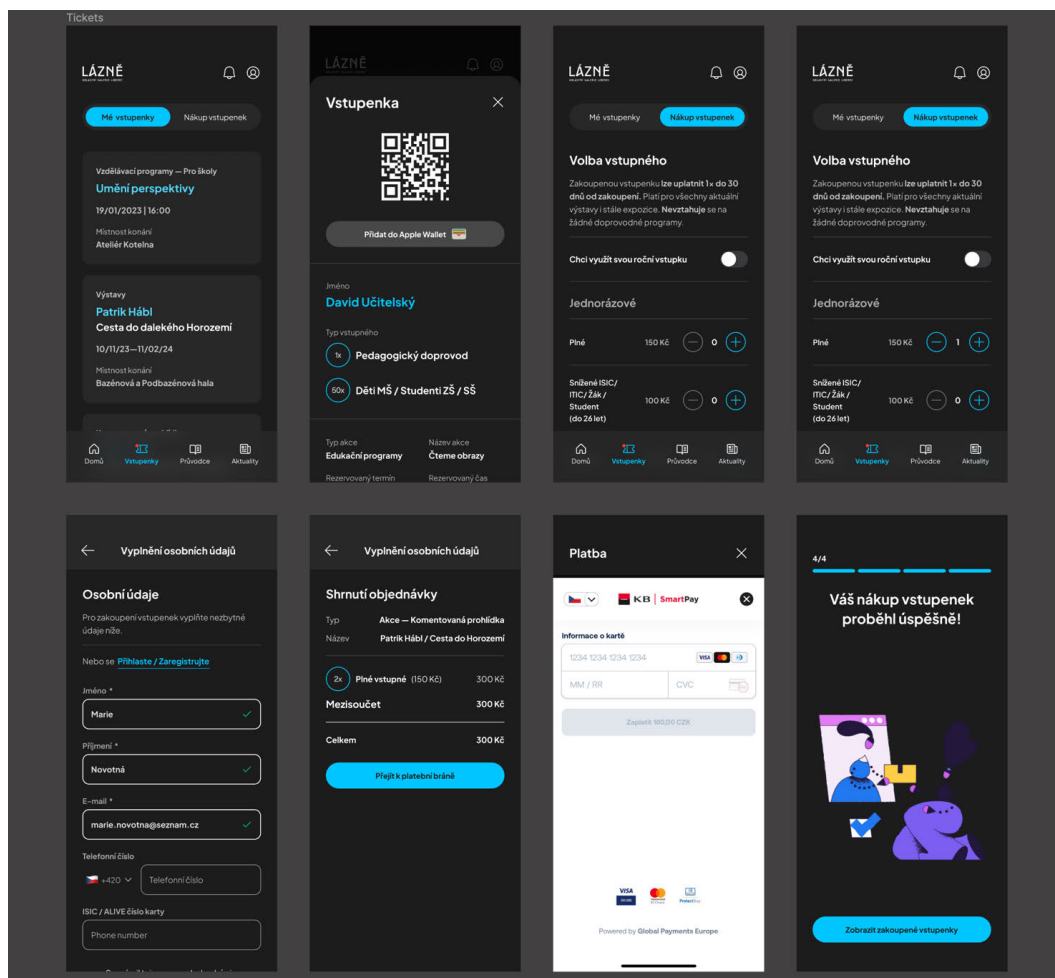 Tickets
LÁZNĚ
Mé vstupenky
Nákup vstupenek
Vzdělávací programy — Pro školy
Umění perspektivy
19/01/2023 | 16:00
Místnost konání
Ateliér Kotelna
Výstavy
Patrik Hábl
Cesta do dalekého Horozemí
10/11/23—11/02/24
Místnost konání
Bazénová a Podbazénová hala
Domů
Vstupenky
Průvodce
Aktuality
LÁZNĚ
Vstupenka
Přidat do Apple Wallet
Jméno
David Učitelský
Typ vstupného
1x Pedagogický doprovod
50x Děti MŠ / Studenti ZŠ / SŠ
Typ akce
Edukační programy
Název akce
Čteme obrazy
Rezervovaný termín
Rezervovaný čas
LÁZNĚ
Mé vstupenky
Nákup vstupenek
Volba vstupného
Zakoupenou vstupenku lze uplatnit 1× do 30
dnů od zakoupení. Platí pro všechny aktuální
výstavy i stále expozice. Nevztahuje se na
žádné doprovodné programy.
Chci využít svou roční vstupku
Jednorázové
Plné 150 Kč 0
Snížené ISIC/
ITIC/ Žák /
Student
(do 26 let)
100 Kč 0
Domů
Vstupenky
Průvodce
Aktuality
LÁZNĚ
Mé vstupenky
Nákup vstupenek
Volba vstupného
Zakoupenou vstupenku lze uplatnit 1× do 30
dnů od zakoupení. Platí pro všechny aktuální
výstavy i stále expozice. Nevztahuje se na
žádné doprovodné programy.
Chci využít svou roční vstupku
Jednorázové
Plné 150 Kč 1
Snížené ISIC/
ITIC/ Žák /
Student
(do 26 let)
100 Kč 0
Domů
Vstupenky
Průvodce
Aktuality
Vyplnění osobních údajů
Osobní údaje
Pro zakoupení vstupenek vyplňte nezbytné
údaje níže.
Nebo se Přihlaste / Zaregistrujte
Jméno *
Marie
Příjmení *
Novotná
E-mail *
marie.novotna@seznam.cz
Telefonní číslo
+420
Telefonní číslo
ISIC / ALIVE číslo karty
Phone number
Vyplnění osobních údajů
Shrnutí objednávky
Typ Akce — Komentovaná prohlídka
Název Patrik Hábl / Cesta do Horozemí
2x Plné vstupné (150 Kč) 300 Kč
Mezisoučet 300 Kč
Celkem 300 Kč
Přejít k platební bráně
Platba
KB SmartPay
Informace o kartě
1234 1234 1234 1234
VISA
MM / RR
CVC
Zaplatit 100,00 CZK
VISA
Powered by Global Payments Europe
4/4
Váš nákup vstupenek
proběhl úspěšně!
Zobrazit zakoupené vstupenky